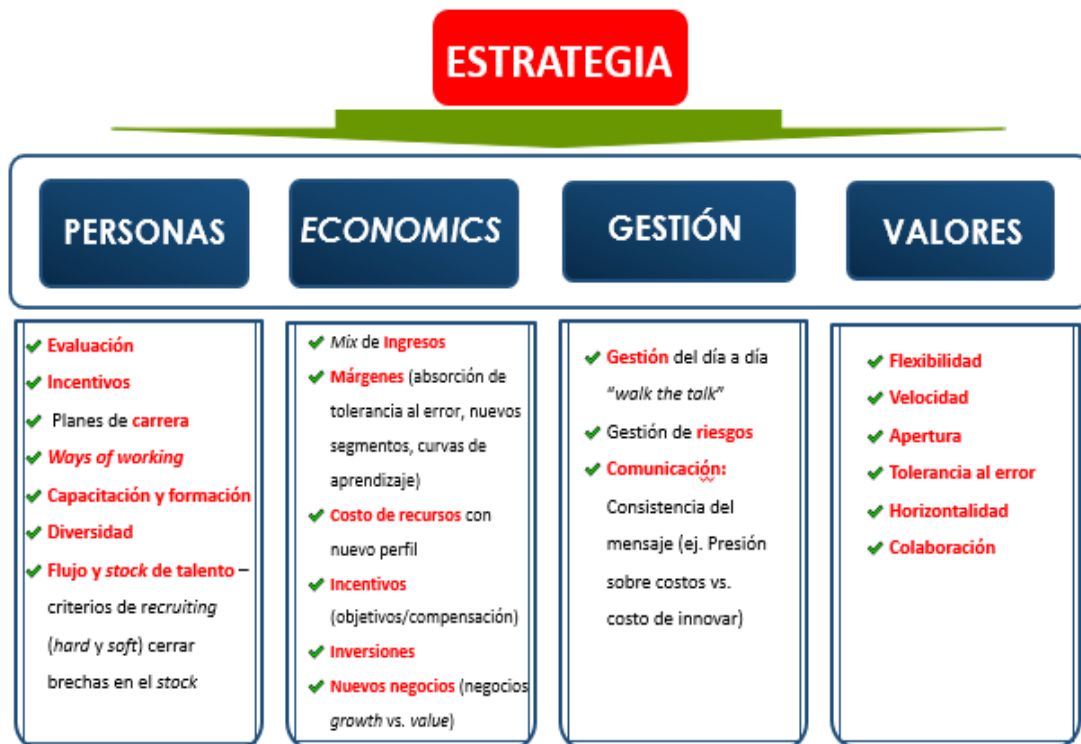 ESTRATEGIA
PERSONAS
ECONOMICS
GESTIÓN
VALORES
Evaluación
Incentivos
Planes de carrera
Ways of working
Capacitación y formación
Diversidad
Flujo y stock de talento –
criterios de recruiting
(hard y soft) cerrar
brechas en el stock
Mix de Ingresos
Márgenes (absorción de
tolerancia al error, nuevos
segmentos, curvas de
aprendizaje)
Costo de recursos con
nuevo perfil
Incentivos
(objetivos/compensación)
Inversiones
Nuevos negocios (negocios
growth vs. value)
Gestión del día a día
"walk the talk"
Gestión de riesgos
Comunicación:
Consistencia del
mensaje (ej. Presión
sobre costos vs.
costo de innovar)
Flexibilidad
Velocidad
Apertura
Tolerancia al error
Horizontalidad
Colaboración